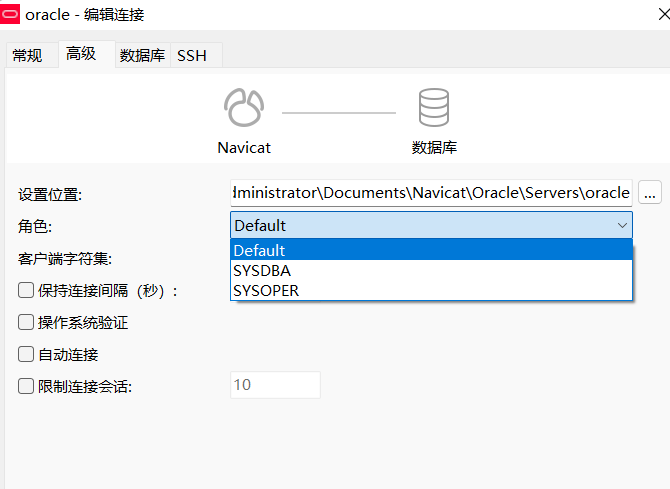 oracle - 编辑连接
常规 高级 数据库 SSH
Navicat 数据库
设置位置: dministrator\Documents\Navicat\Oracle\Servers\oracle ...
角色: Default
Default
客户端字符集:
SYSDBA
SYSOPER
保持连接间隔（秒）:
操作系统验证
自动连接
限制连接会话: 10